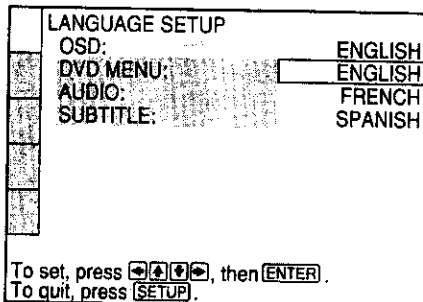 LANGUAGE SETUP
OSD: ENGLISH
DVD MENU: ENGLISH
AUDIO: FRENCH
SUBTITLE: SPANISH
To set, press ←↑↓→, then ENTER.
To quit, press SETUP.